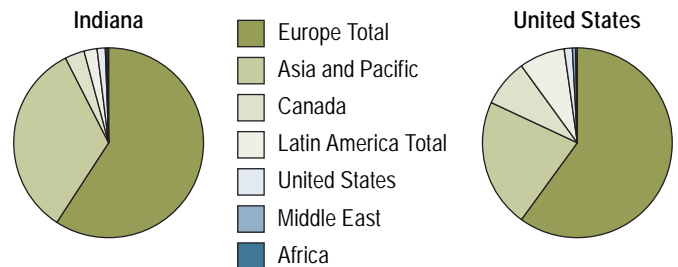 Indiana
United States
Europe Total
Asia and Pacific
Canada
Latin America Total
United States
Middle East
Africa